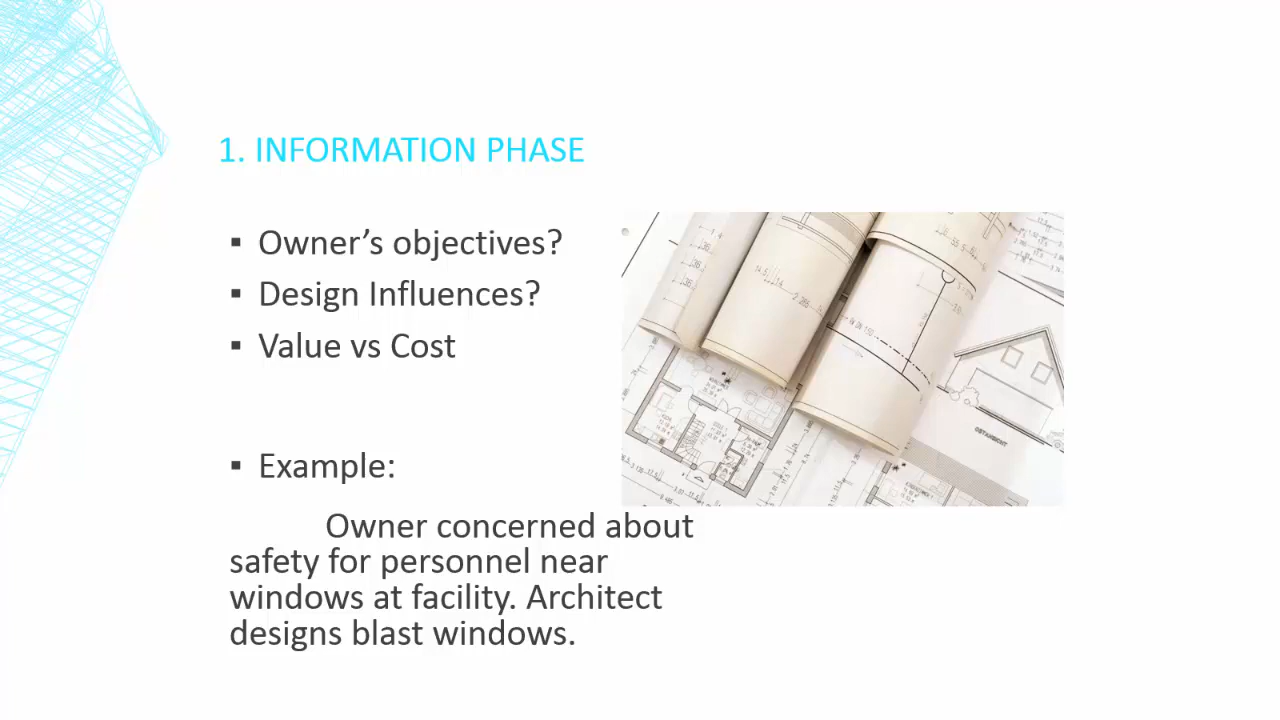 1. INFORMATION PHASE
▪ Owner’s objectives?
▪ Design Influences?
▪ Value vs Cost
▪ Example:
Owner concerned about
safety for personnel near
windows at facility. Architect
designs blast windows.
OSTANSICHT